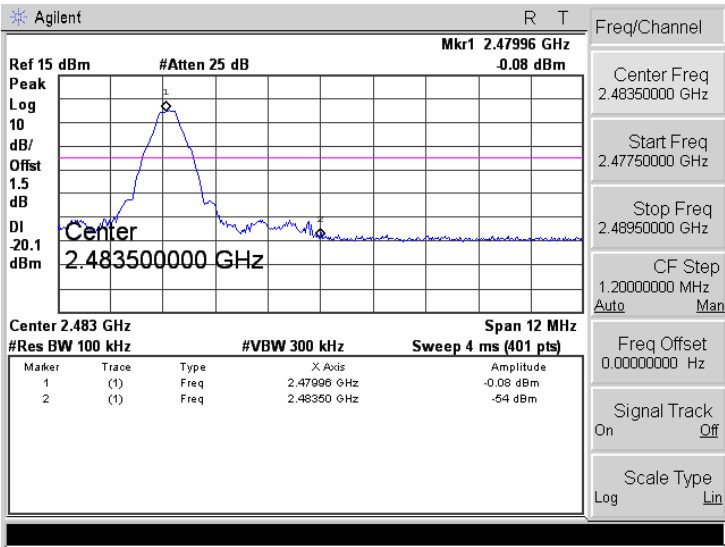 Agilent R T
Mkr1 2.47996 GHz
Ref 15 dBm #Atten 25 dB -0.08 dBm
Peak
Log
10
dB/
Offst
1.5
dB
DI
-20.1
dBm
1
2
Center
2.483500000 GHz
Center 2.483 GHz Span 12 MHz
#Res BW 100 kHz #VBW 300 kHz Sweep 4 ms (401 pts)
Marker Trace Type X Axis Amplitude
1 (1) Freq 2.47996 GHz -0.08 dBm
2 (1) Freq 2.48350 GHz -54 dBm
Freq/Channel
Center Freq
2.48350000 GHz
Start Freq
2.47750000 GHz
Stop Freq
2.48950000 GHz
CF Step
1.20000000 MHz
Auto Man
Freq Offset
0.00000000 Hz
Signal Track
On Off
Scale Type
Log Lin